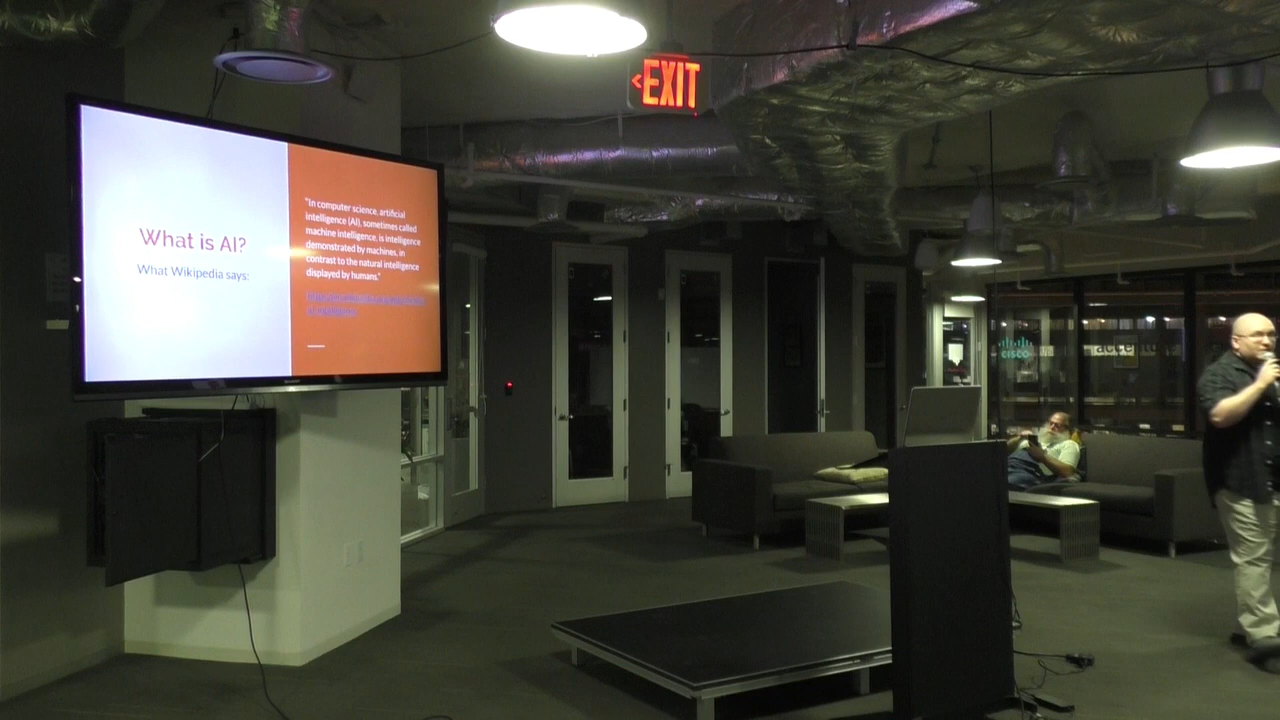 <EXIT
What is AI?
What Wikipedia says:
"In computer science, artificial
intelligence (AI), sometimes called
machine intelligence, is intelligence
demonstrated by machines, in
contrast to the natural intelligence
displayed by humans."
CISCO